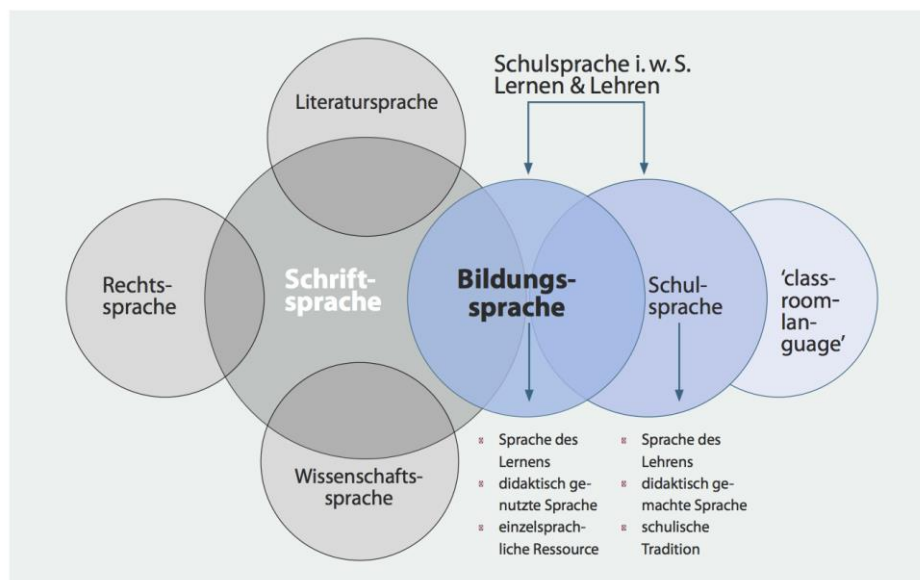 Schulsprache i. w. S.
Lernen & Lehren
Literatursprache
Rechts-
sprache
Schrift-
sprache
Bildungs-
sprache
Schul-
sprache
‘class-
room-
lan-
guage’
Wissenschafts-
sprache
Sprache des
Lernens
didaktisch ge-
nutzte Sprache
einzelsprach-
liche Ressource
Sprache des
Lehrens
didaktisch ge-
machte Sprache
schulische
Tradition